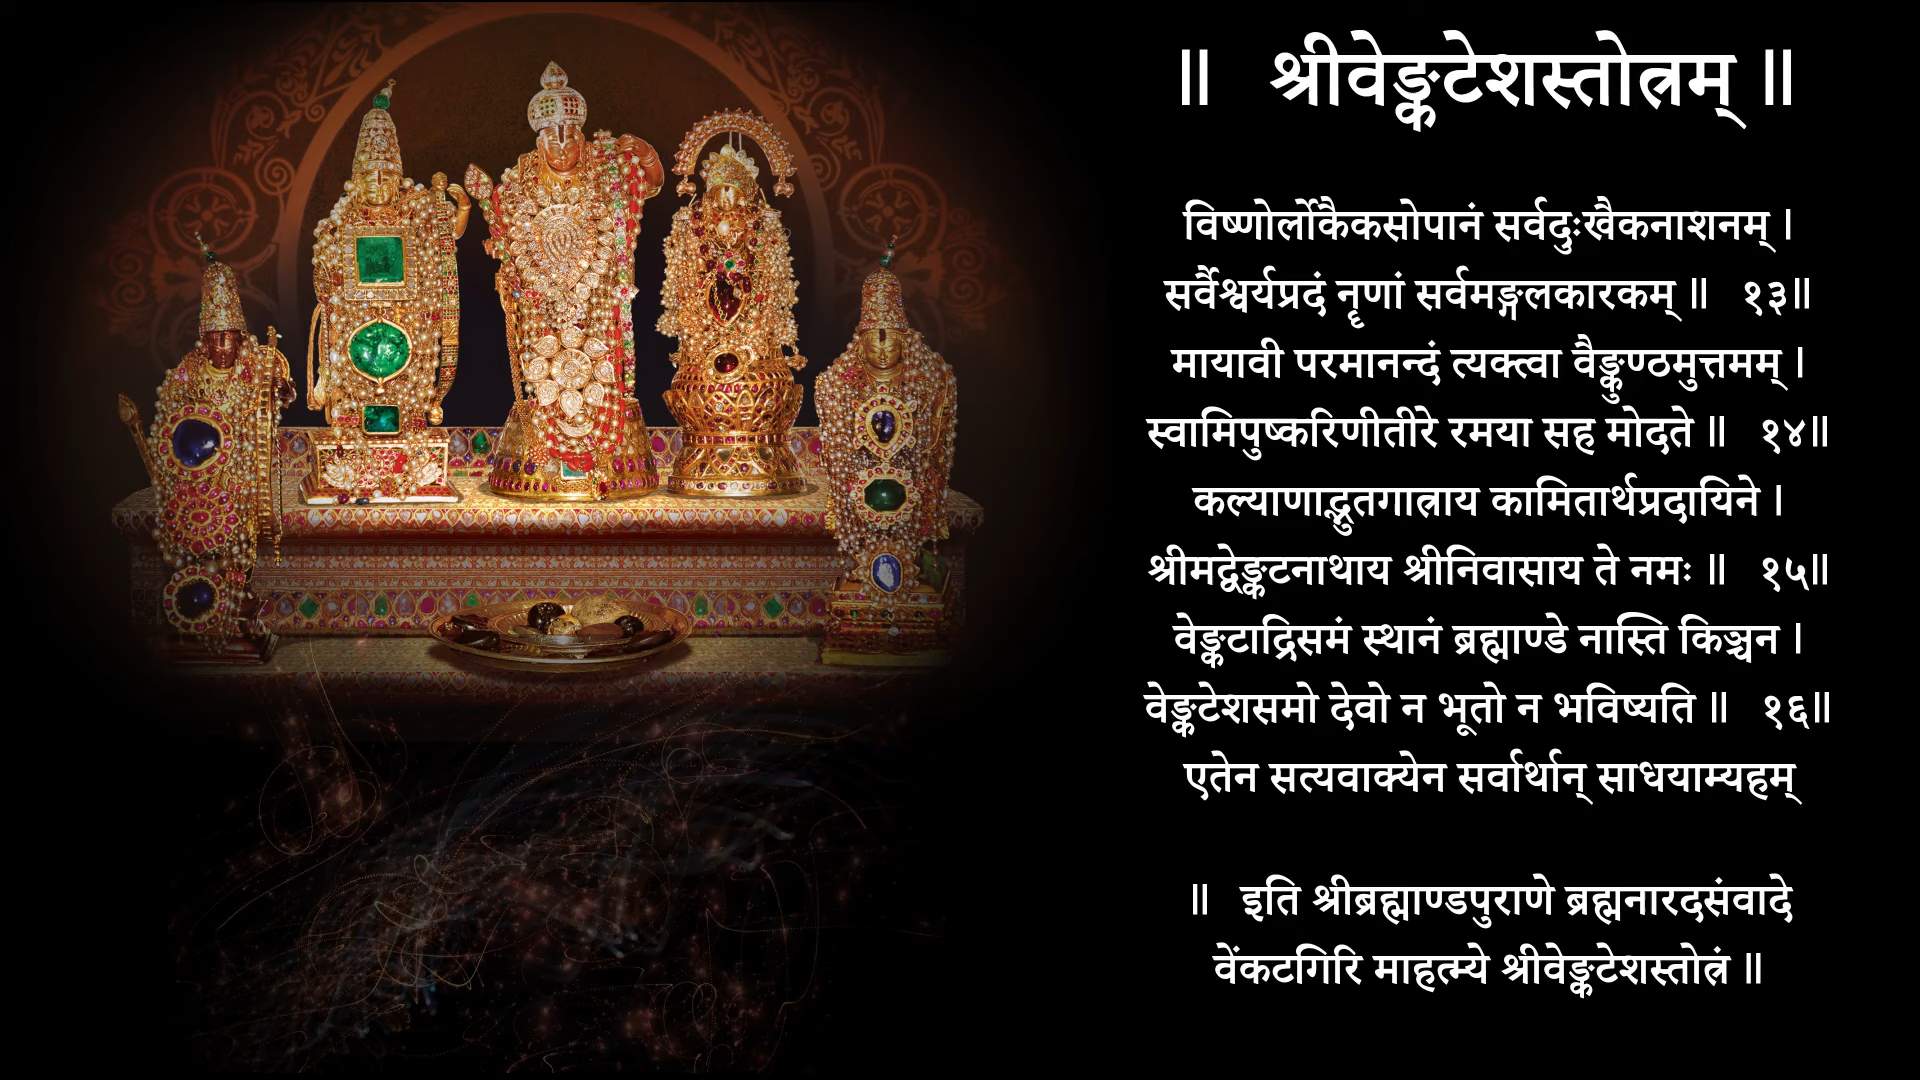 ॥ श्रीवेङ्कटेशस्तोत्रम् ॥
विष्णोर्लोकैकसोपानं सर्वदुःखैकनाशनम् ।
सर्वैश्वर्यप्रदं नॄणां सर्वमङ्गलकारकम् ॥ १३॥
मायावी परमानन्दं त्यक्त्वा वैङ्कुण्ठमुत्तमम् ।
स्वामिपुष्करिणीतीरे रमया सह मोदते ॥ १४॥
कल्याणाद्भुतगात्राय कामितार्थप्रदायिने ।
श्रीमद्वेङ्कटनाथाय श्रीनिवासाय ते नमः ॥ १५॥
वेङ्कटाद्रिसमं स्थानं ब्रह्माण्डे नास्ति किञ्चन ।
वेङ्कटेशसमो देवो न भूतो न भविष्यति ॥ १६॥
एतेन सत्यवाक्येन सर्वार्थान् साधयाम्यहम्
॥ इति श्रीब्रह्माण्डपुराणे ब्रह्मनारदसंवादे
वेंकटगिरि माहत्म्ये श्रीवेङ्कटेशस्तोत्रं ॥